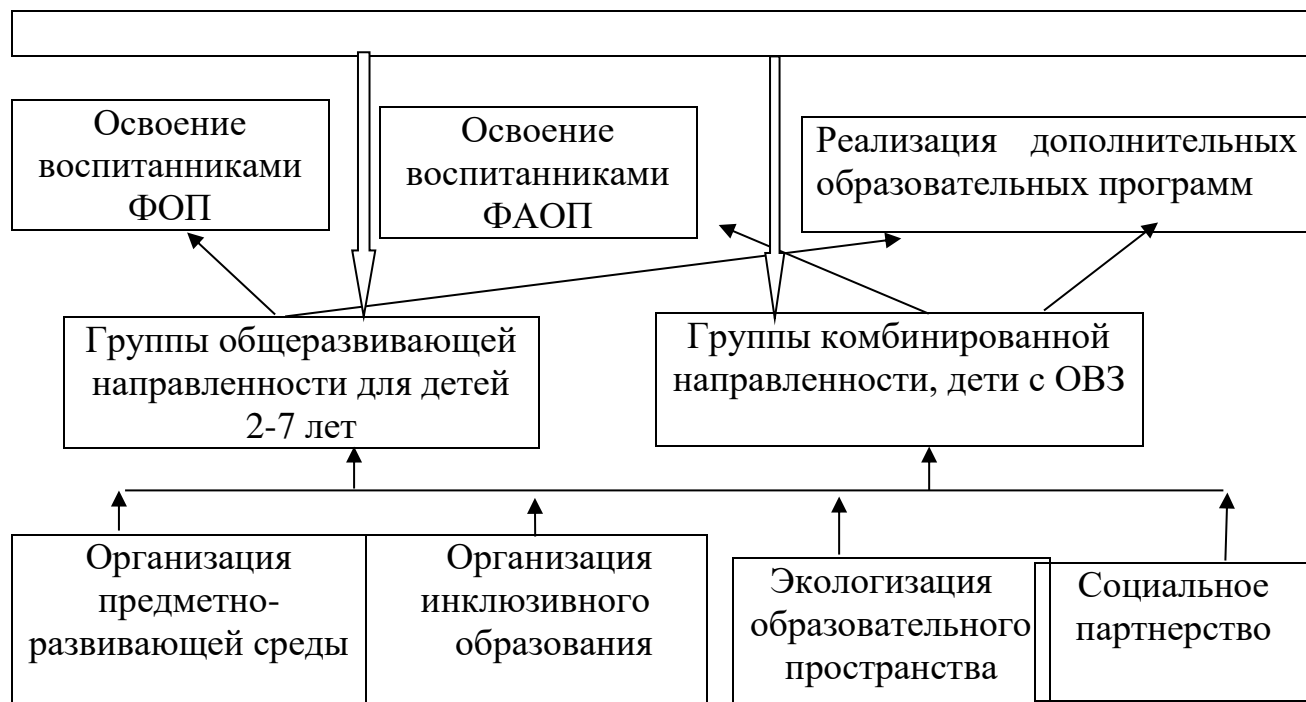 Освоение
воспитанниками
ФОП
Освоение
воспитанниками
ФАОП
Реализация дополнительных
образовательных программ
Группы общеразвивающей
направленности для детей
2-7 лет
Группы комбинированной
направленности, дети с ОВЗ
Организация
предметно-
развивающей среды
Организация
инклюзивного
образования
Экологизация
образовательного
пространства
Социальное
партнерство